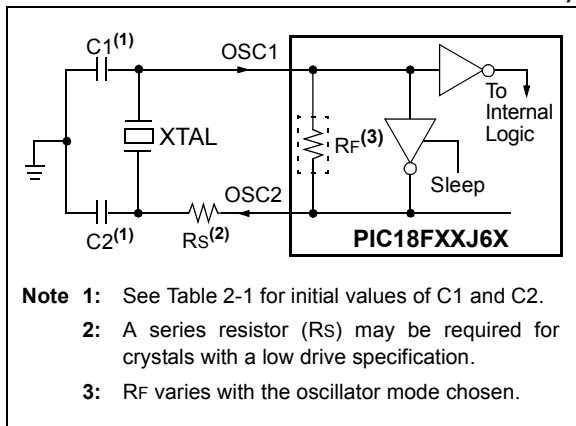 C1(1)
OSC1
To
Internal
Logic
XTAL
RF(3)
Sleep
OSC2
C2(1)
RS(2)
PIC18FXXJ6X
Note 1: See Table 2-1 for initial values of C1 and C2.
2: A series resistor (RS) may be required for
crystals with a low drive specification.
3: RF varies with the oscillator mode chosen.